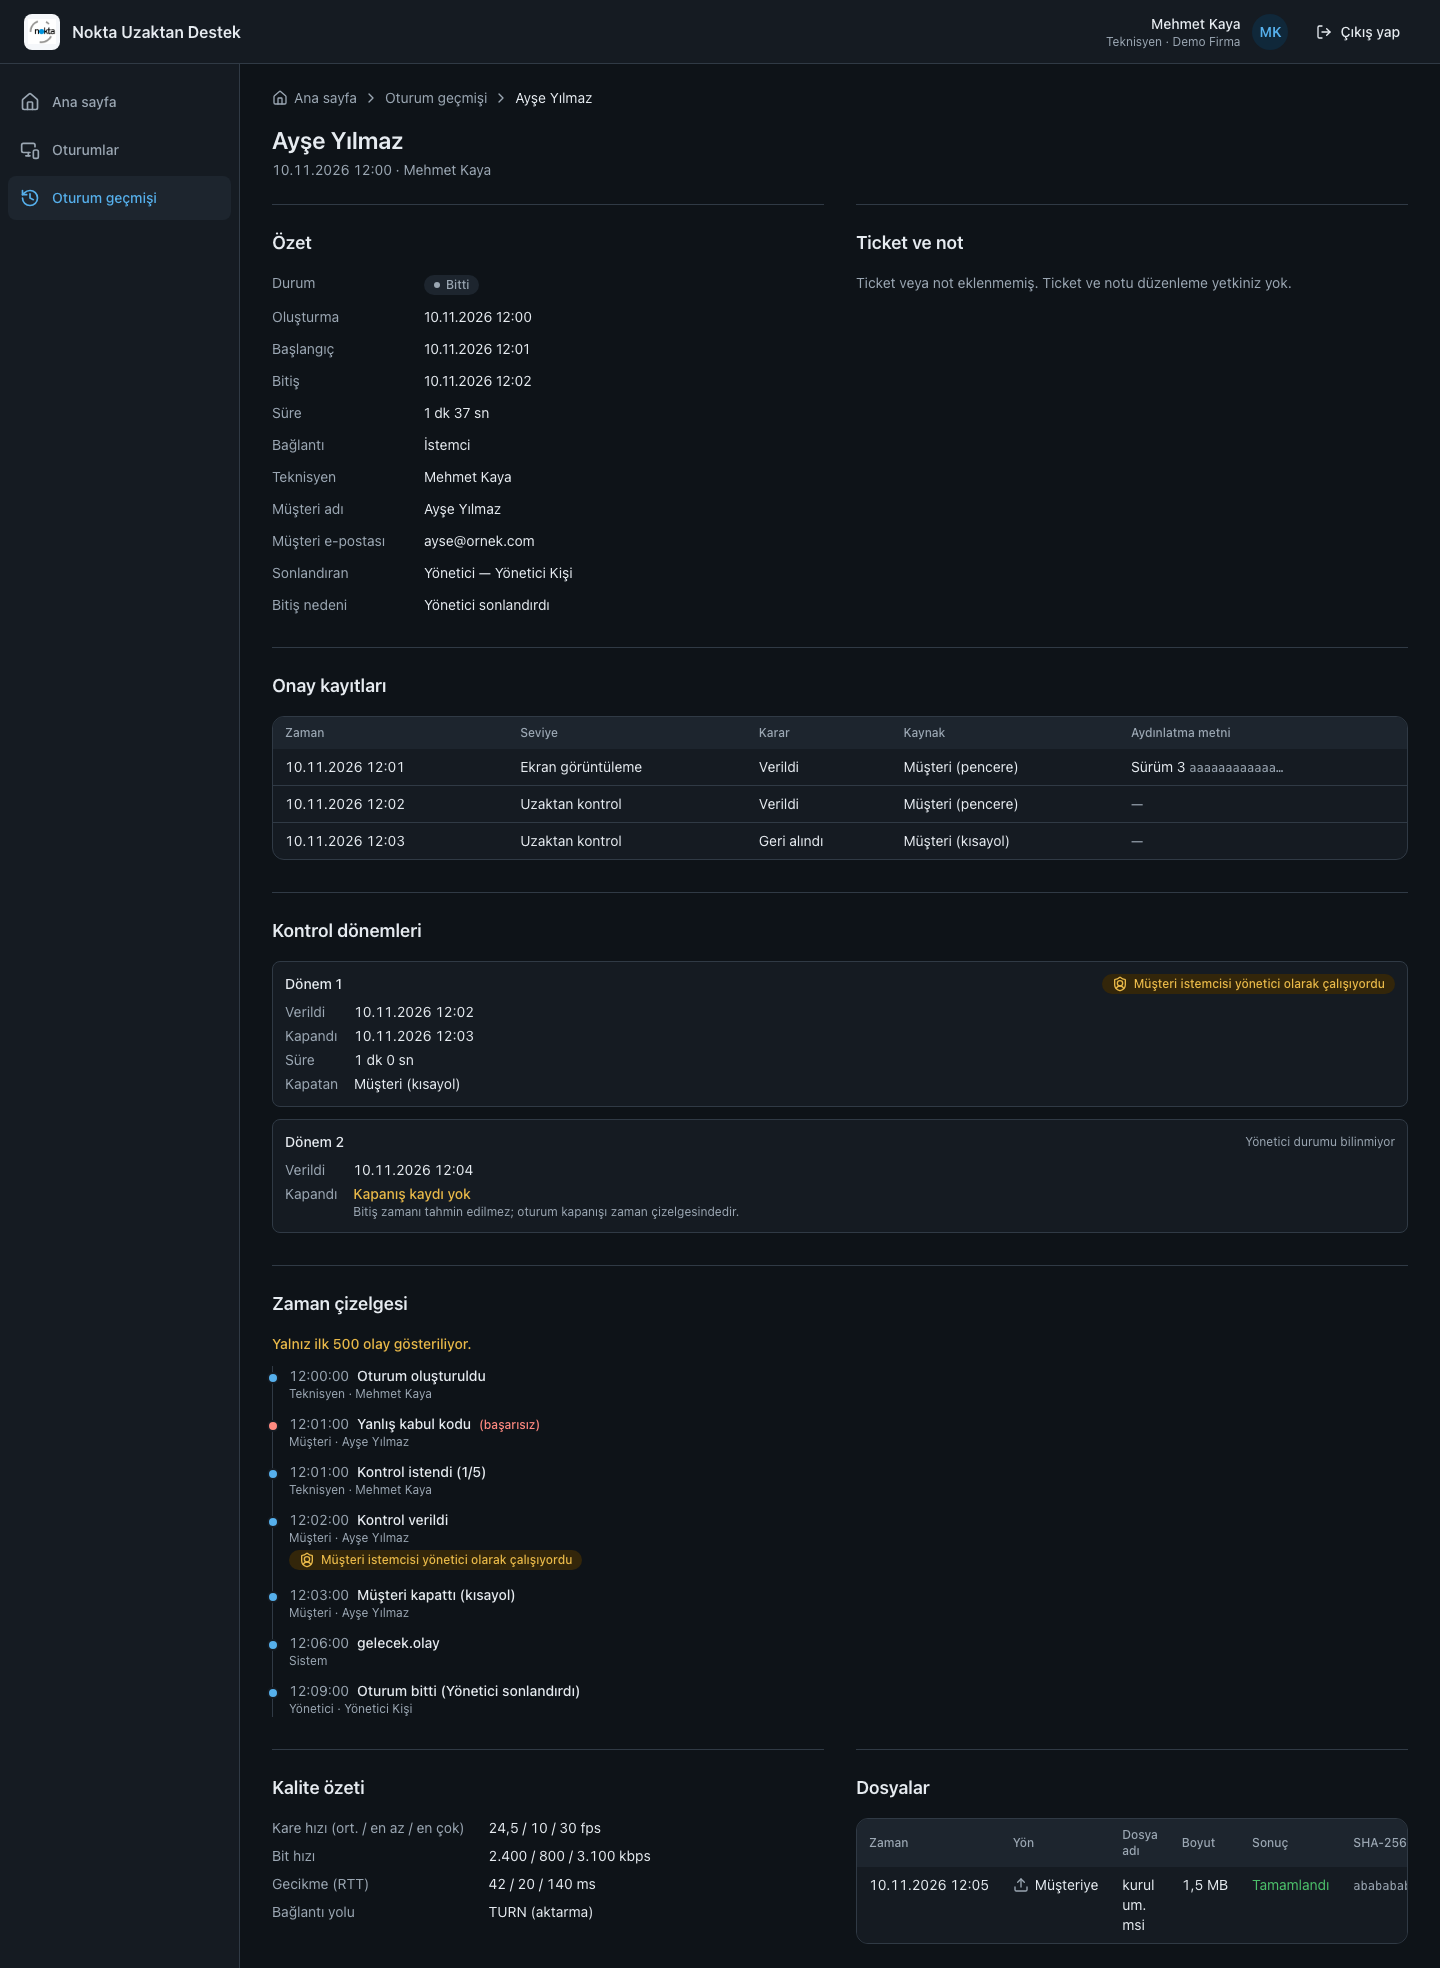 nokta
Nokta Uzaktan Destek
Mehmet Kaya
Teknisyen · Demo Firma
MK
Çıkış yap
Ana sayfa
Oturumlar
Oturum geçmişi
Ana sayfa > Oturum geçmişi > Ayşe Yılmaz
Ayşe Yılmaz
10.11.2026 12:00 · Mehmet Kaya
Özet
Durum Bitti
Oluşturma 10.11.2026 12:00
Başlangıç 10.11.2026 12:01
Bitiş 10.11.2026 12:02
Süre 1 dk 37 sn
Bağlantı İstemci
Teknisyen Mehmet Kaya
Müşteri adı Ayşe Yılmaz
Müşteri e-postası ayse@ornek.com
Sonlandıran Yönetici — Yönetici Kişi
Bitiş nedeni Yönetici sonlandırdı
Ticket ve not
Ticket veya not eklenmemiş. Ticket ve notu düzenleme yetkiniz yok.
Onay kayıtları
Zaman Seviye Karar Kaynak Aydınlatma metni
10.11.2026 12:01 Ekran görüntüleme Verildi Müşteri (pencere) Sürüm 3 aaaaaaaaaaaa…
10.11.2026 12:02 Uzaktan kontrol Verildi Müşteri (pencere) —
10.11.2026 12:03 Uzaktan kontrol Geri alındı Müşteri (kısayol) —
Kontrol dönemleri
Dönem 1 Müşteri istemcisi yönetici olarak çalışıyordu
Verildi 10.11.2026 12:02
Kapandı 10.11.2026 12:03
Süre 1 dk 0 sn
Kapatan Müşteri (kısayol)
Dönem 2 Yönetici durumu bilinmiyor
Verildi 10.11.2026 12:04
Kapandı Kapanış kaydı yok
Bitiş zamanı tahmin edilmez; oturum kapanışı zaman çizelgesindedir.
Zaman çizelgesi
Yalnız ilk 500 olay gösteriliyor.
12:00:00 Oturum oluşturuldu
Teknisyen · Mehmet Kaya
12:01:00 Yanlış kabul kodu (başarısız)
Müşteri · Ayşe Yılmaz
12:01:00 Kontrol istendi (1/5)
Teknisyen · Mehmet Kaya
12:02:00 Kontrol verildi
Müşteri · Ayşe Yılmaz
Müşteri istemcisi yönetici olarak çalışıyordu
12:03:00 Müşteri kapattı (kısayol)
Müşteri · Ayşe Yılmaz
12:06:00 gelecek.olay
Sistem
12:09:00 Oturum bitti (Yönetici sonlandırdı)
Yönetici · Yönetici Kişi
Kalite özeti
Kare hızı (ort. / en az / en çok) 24,5 / 10 / 30 fps
Bit hızı 2.400 / 800 / 3.100 kbps
Gecikme (RTT) 42 / 20 / 140 ms
Bağlantı yolu TURN (aktarma)
Dosyalar
Zaman Yön Dosya adı Boyut Sonuç SHA-256
10.11.2026 12:05 Müşteriye kurulum.msi 1,5 MB Tamamlandı abababab